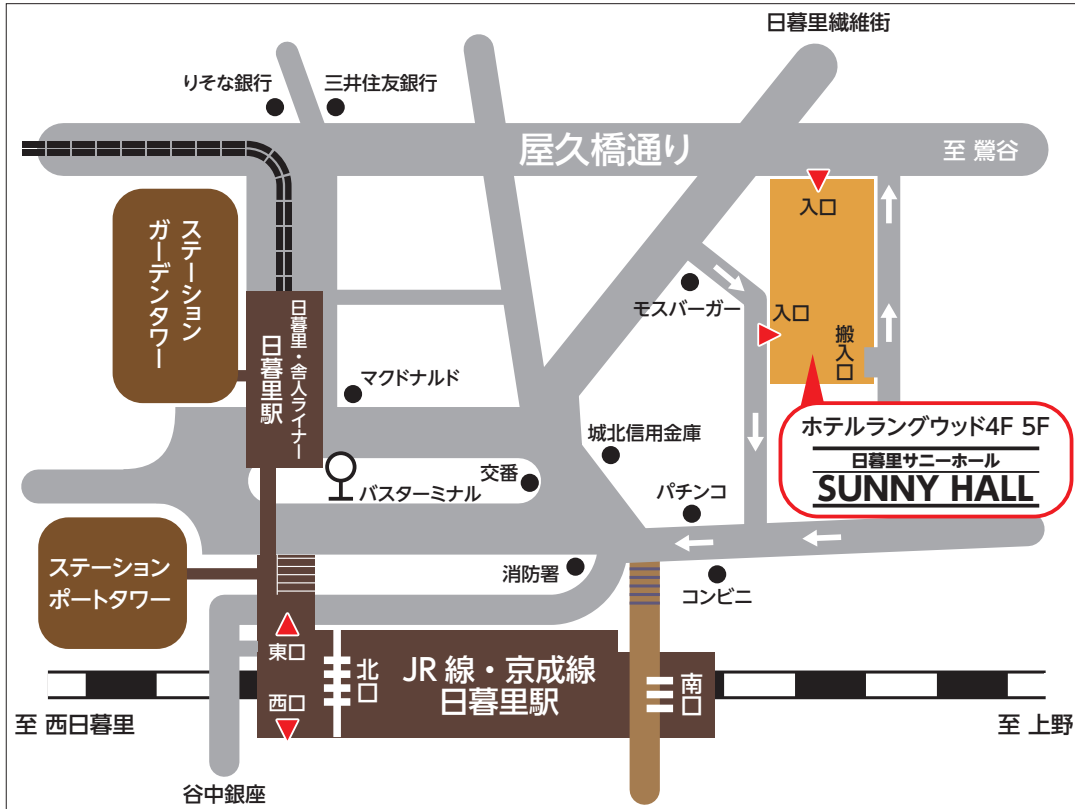 日暮里繊維街
りそな銀行
三井住友銀行
屋久橋通り
至 鶯谷
入口
ステーション
ガーデンタワー
モスバーガー
入口
搬入口
日暮里・舎人ライナー
日暮里駅
マクドナルド
ホテルラングウッド4F 5F
日暮里サニーホール
SUNNY HALL
城北信用金庫
交番
バスターミナル
パチンコ
ステーション
ポートタワー
消防署
コンビニ
東口
西口
北口
JR 線・京成線
日暮里駅
南口
至 西日暮里
至 上野
谷中銀座